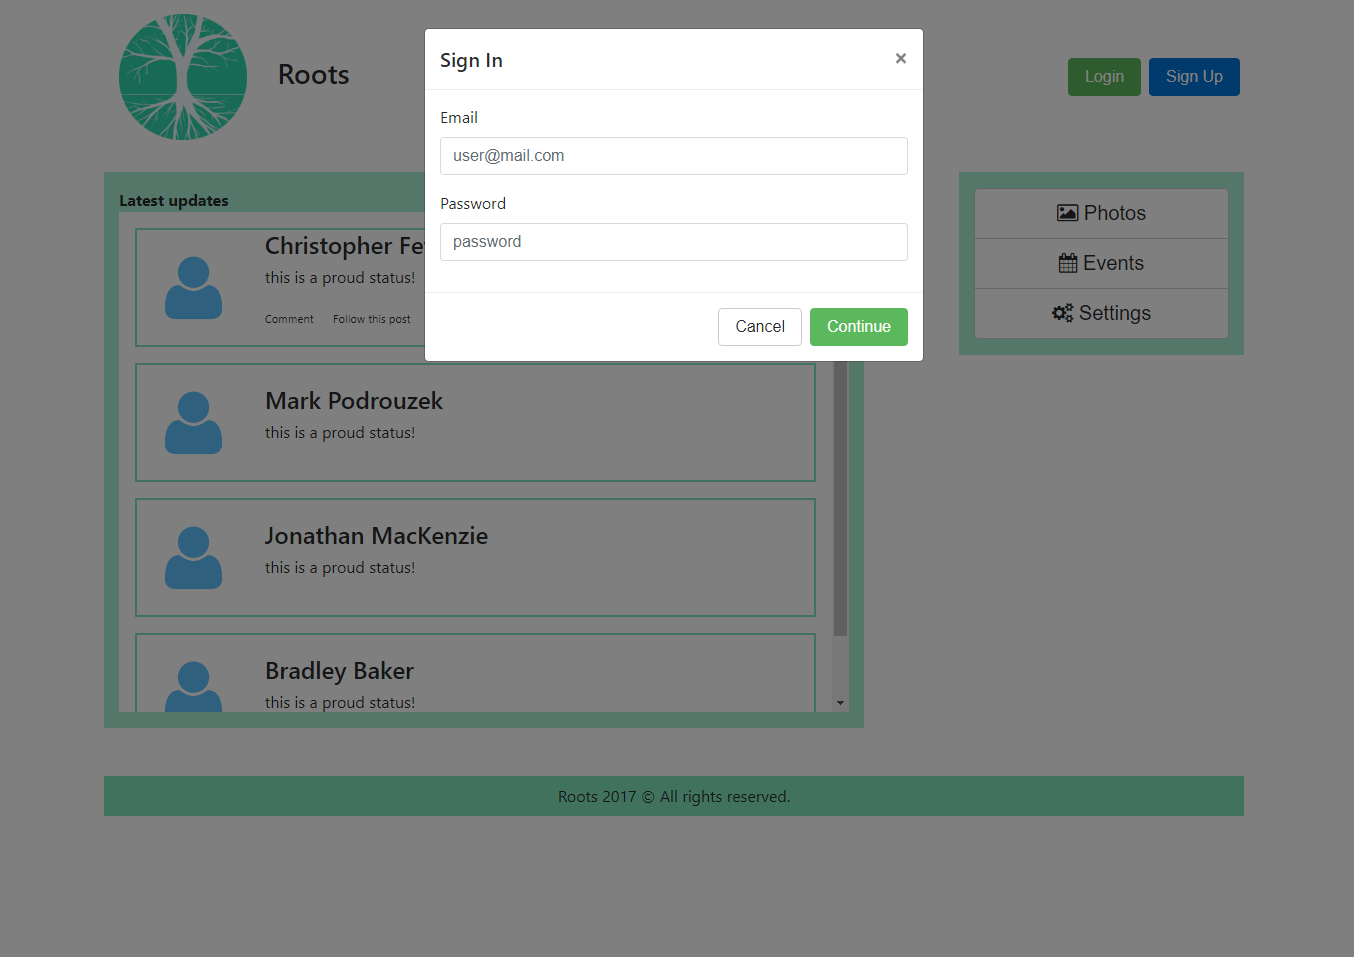 Roots
Login
Sign Up
Sign In
×
Email
user@mail.com
Password
password
Cancel
Continue
Latest updates
Christopher
this is a proud status!
Comment Follow this post
Mark Podrouzek
this is a proud status!
Jonathan MacKenzie
this is a proud status!
Bradley Baker
this is a proud status!
Photos
Events
Settings
Roots 2017 © All rights reserved.